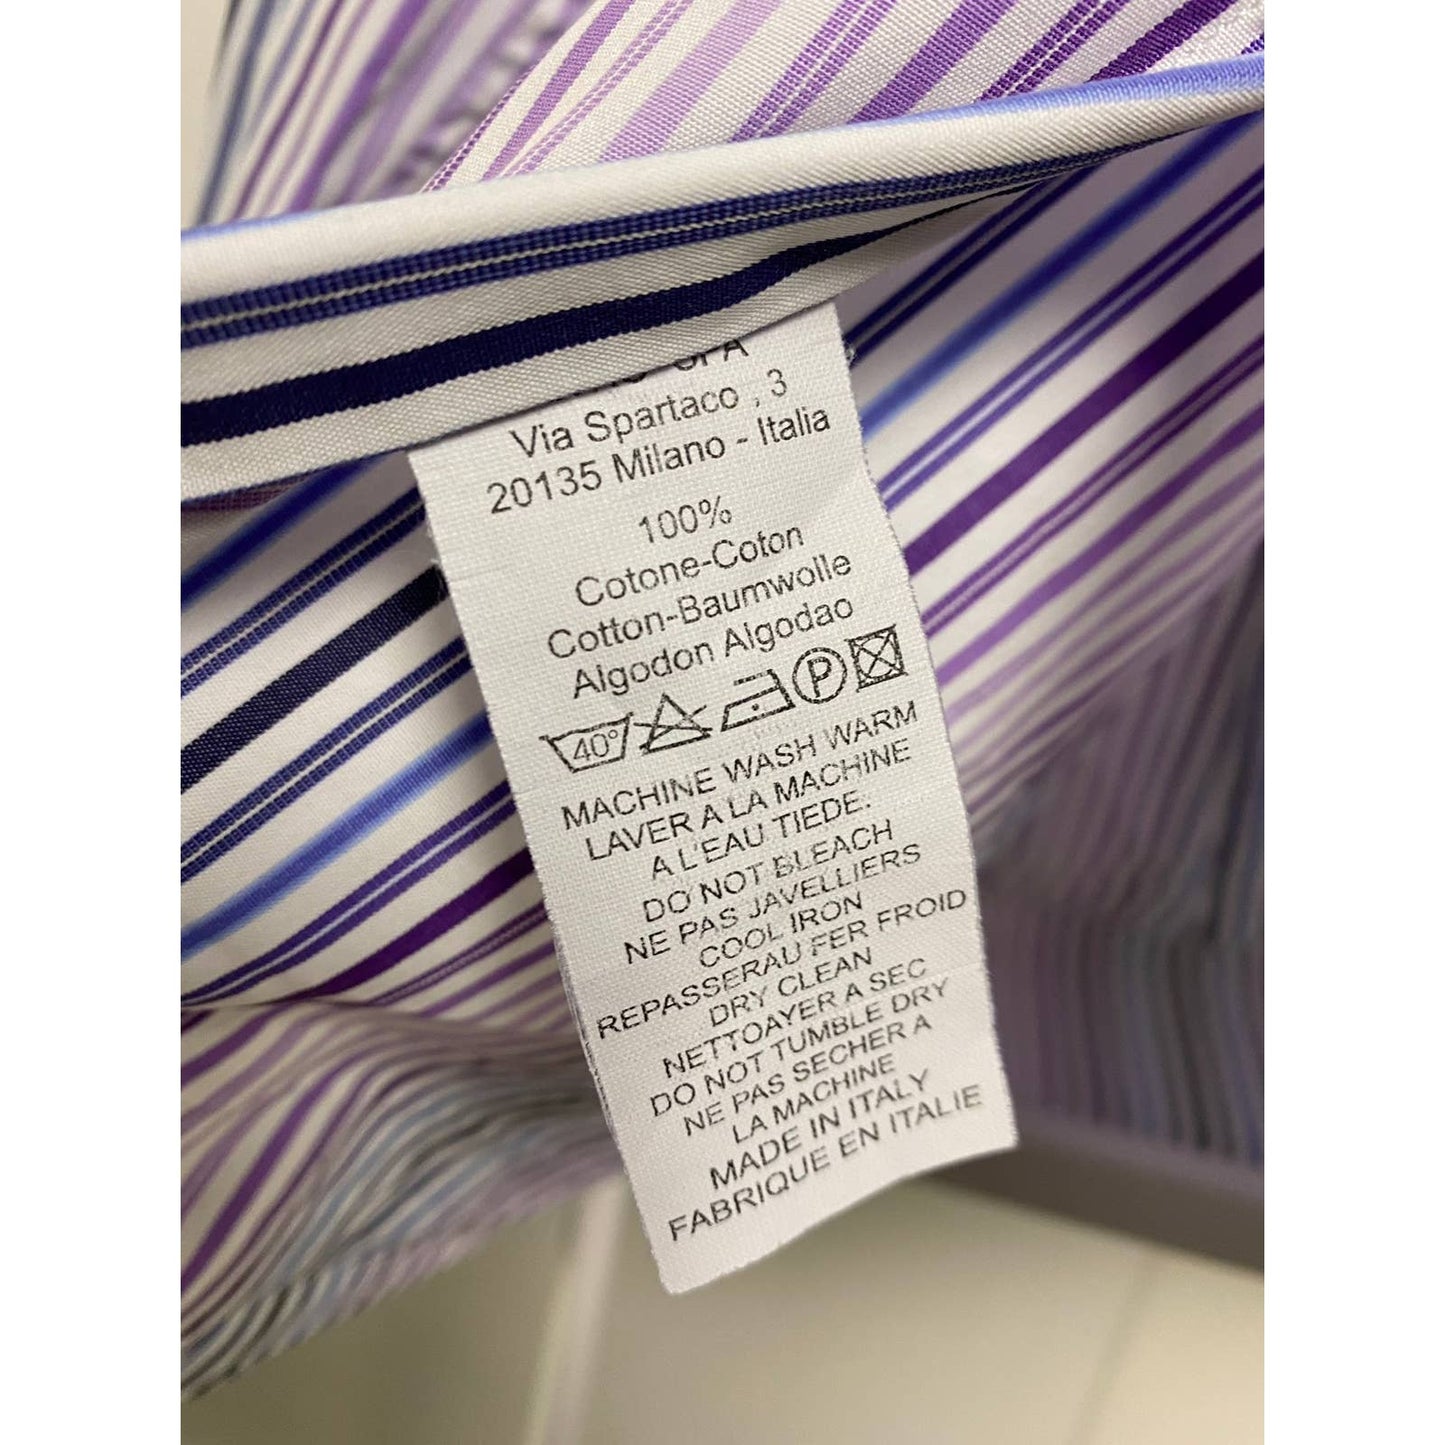 SPA
Via Spartaco , 3
20135 Milano - Italia
100%
Cotone-Coton
Cotton-Baumwolle
Algodon Algodao
40° P
MACHINE WASH WARM
LAVER A LA MACHINE
A L'EAU TIEDE.
DO NOT BLEACH
NE PAS JAVELLIERS
COOL IRON
REPASSERAU FER FROID
DRY CLEAN
NETTOAYER A SEC
DO NOT TUMBLE DRY
NE PAS SECHER A
LA MACHINE
MADE IN ITALY
FABRIQUE EN ITALIE